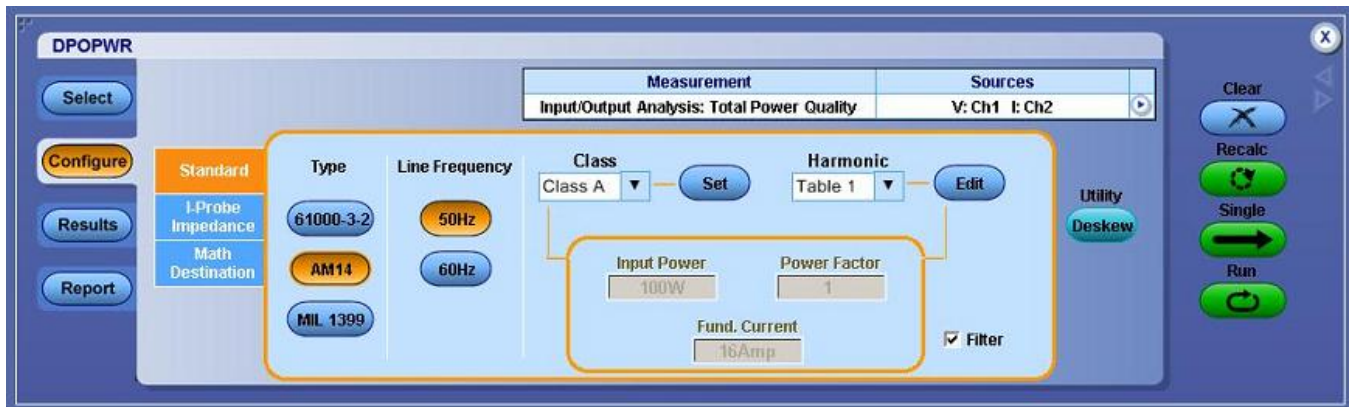 DPOPWR
X
Select
Configure
Results
Report
Measurement Sources
Input/Output Analysis: Total Power Quality V: Ch1 I: Ch2
Standard
I-Probe
Impedance
Math
Destination
Type
61000-3-2
AM14
MIL 1399
Line Frequency
50Hz
60Hz
Class
Class A
Set
Harmonic
Table 1
Edit
Input Power
100W
Power Factor
1
Fund. Current
16Amp
Filter
Utility
Deskew
Clear
Recalc
Single
Run